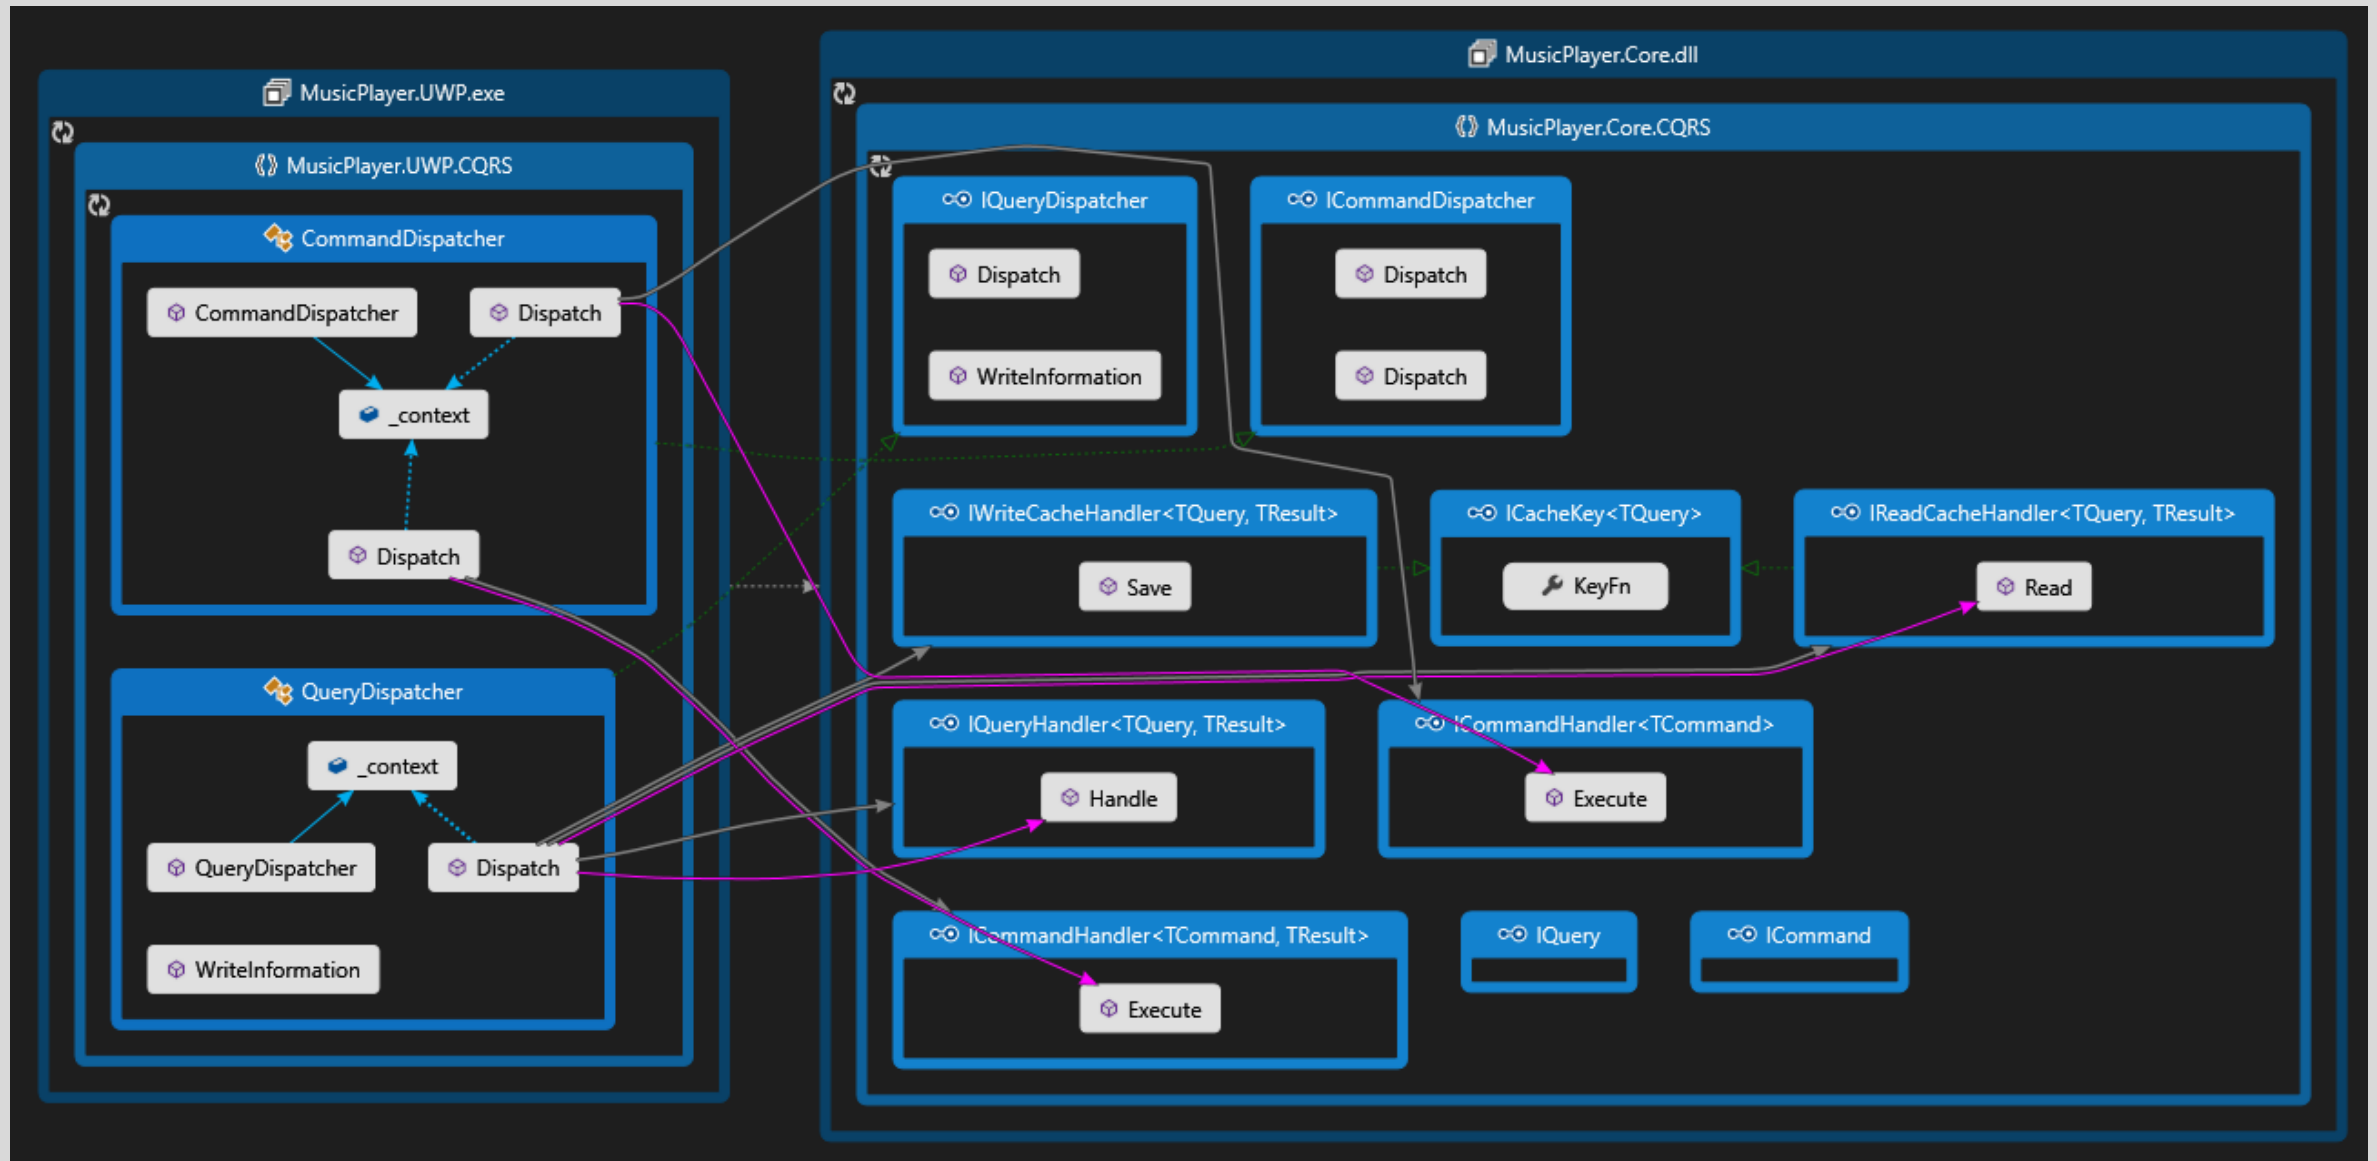 MusicPlayer.UWP.exe
MusicPlayer.UWP.CQRS
CommandDispatcher
CommandDispatcher
Dispatch
_context
Dispatch
QueryDispatcher
_context
QueryDispatcher
Dispatch
WriteInformation
MusicPlayer.Core.dll
MusicPlayer.Core.CQRS
IQueryDispatcher
Dispatch
WriteInformation
ICommandDispatcher
Dispatch
Dispatch
IWriteCacheHandler<TQuery, TResult>
Save
ICacheKey<TQuery>
KeyFn
IReadCacheHandler<TQuery, TResult>
Read
IQueryHandler<TQuery, TResult>
Handle
ICommandHandler<TCommand>
Execute
ICommandHandler<TCommand, TResult>
Execute
IQuery
ICommand